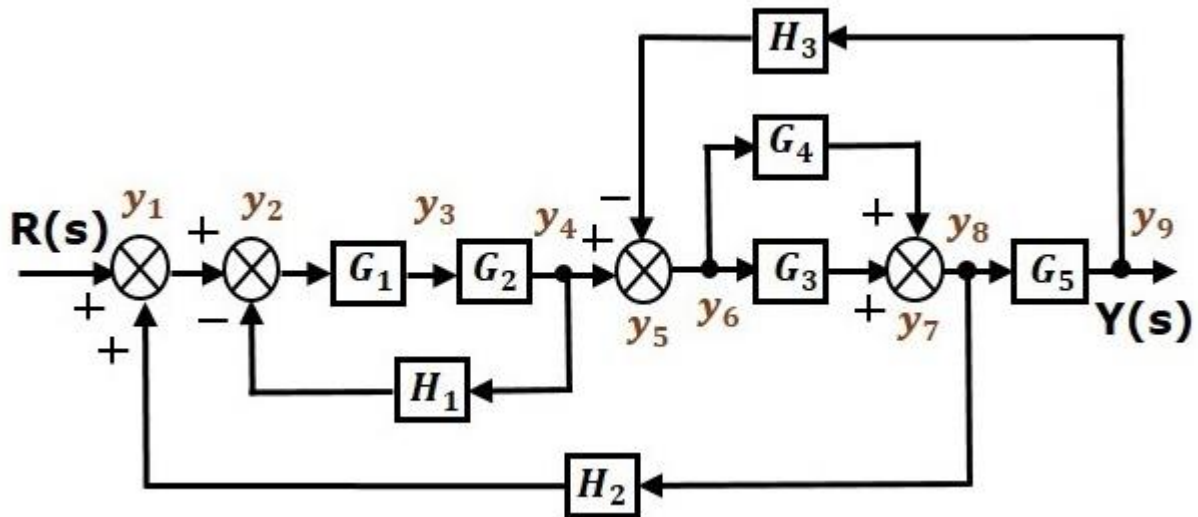 H₃
G₄
− + +
R(s) y₁ + y₂ y₃ y₄ y₈ y₉
G₁ G₂ G₃ G₅
+ − y₅ y₆ + y₇ Y(s)
+
H₁
H₂